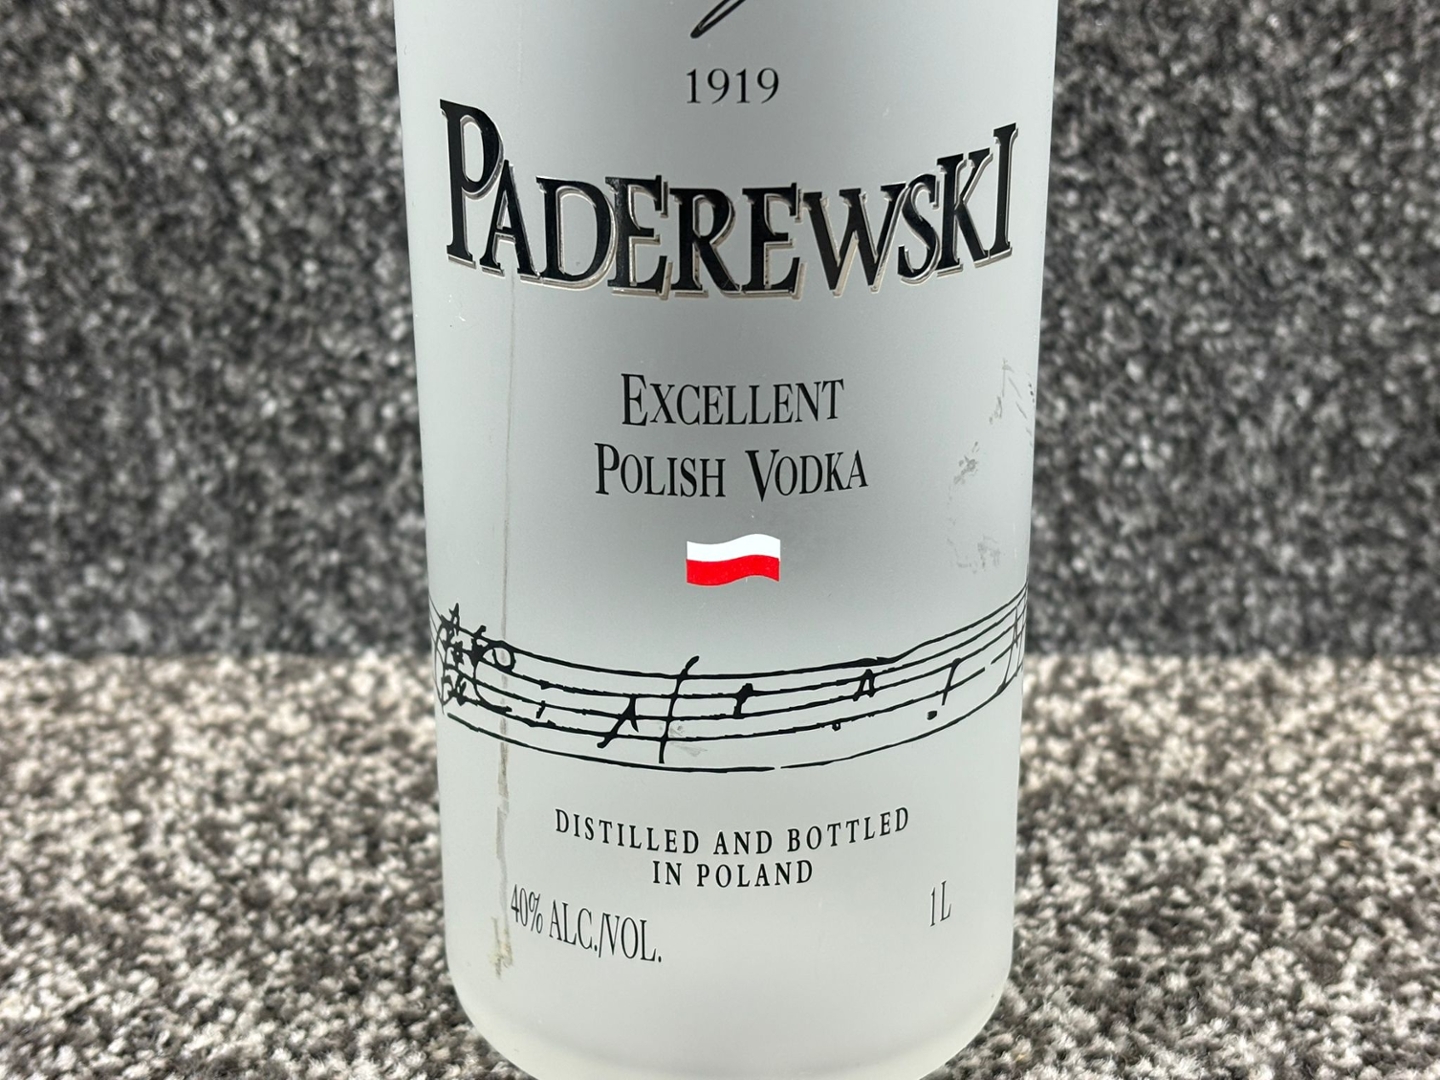 1919
PADEREWSKI
EXCELLENT
POLISH VODKA
DISTILLED AND BOTTLED
IN POLAND
40% ALC./VOL.
1L